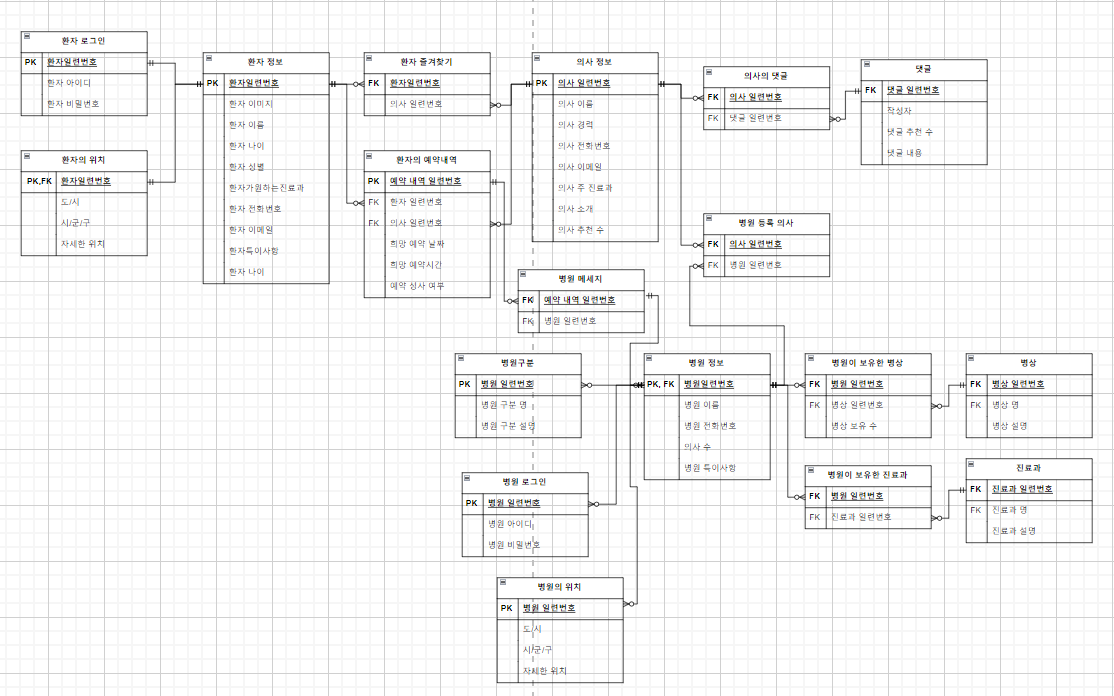 환자 로그인
PK 환자일련번호
환자 아이디
환자 비밀번호
환자의 위치
PK,FK 환자일련번호
도/시
시/군/구
자세한 위치
환자 정보
PK 환자일련번호
환자 이미지
환자 이름
환자 나이
환자 성별
환자가원하는진료과
환자 전화번호
환자 이메일
환자특이사항
환자 나이
환자 즐겨찾기
FK 환자일련번호
의사 일련번호
환자의 예약내역
PK 예약 내역 일련번호
FK 환자 일련번호
FK 의사 일련번호
희망 예약 날짜
희망 예약시간
예약 성사 여부
의사 정보
PK 의사 일련번호
의사 이름
의사 경력
의사 전화번호
의사 이메일
의사 주 진료과
의사 소개
의사 추천 수
의사의 댓글
FK 의사 일련번호
FK 댓글 일련번호
댓글
FK 댓글 일련번호
작성자
댓글 추천 수
댓글 내용
병원 등록 의사
FK 의사 일련번호
FK 병원 일련번호
병원 메세지
FK 예약 내역 일련번호
FK 병원 일련번호
병원구분
PK 병원 일련번호
병원 구분 명
병원 구분 설명
병원 정보
PK, FK 병원일련번호
병원 이름
병원 전화번호
의사 수
병원 특이사항
병원이 보유한 병상
FK 병원 일련번호
FK 병상 일련번호
병상 보유 수
병상
FK 병상 일련번호
FK 병상 명
병상 설명
병원 로그인
PK 병원 일련번호
병원 아이디
병원 비밀번호
병원이 보유한 진료과
FK 병원 일련번호
FK 진료과 일련번호
진료과
FK 진료과 일련번호
FK 진료과 명
진료과 설명
병원의 위치
PK 병원 일련번호
도/시
시/군/구
자세한 위치